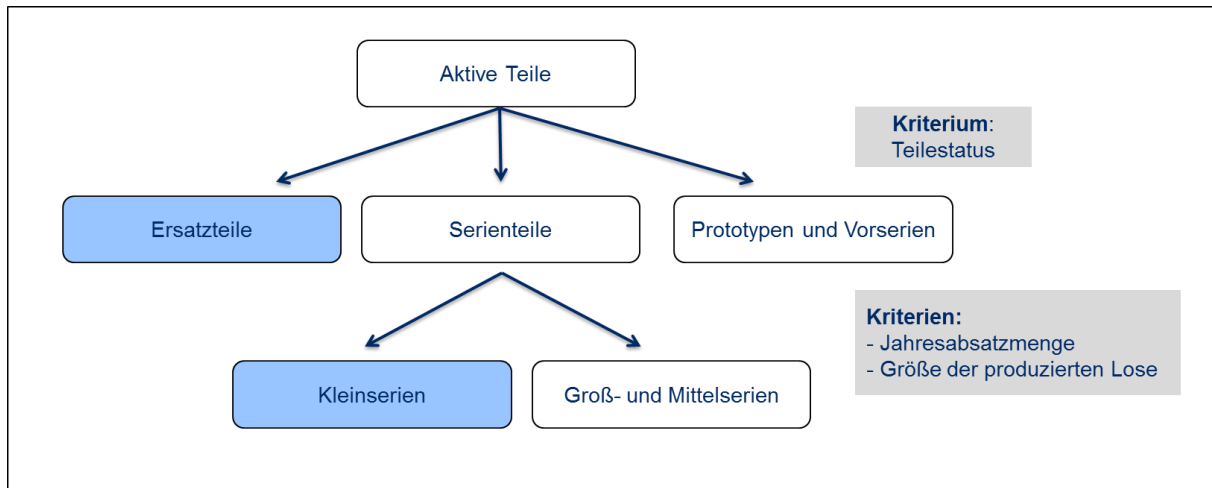 Aktive Teile
Kriterium:
Teilestatus
Ersatzteile
Serienteile
Prototypen und Vorserien
Kriterien:
- Jahresabsatzmenge
- Größe der produzierten Lose
Kleinserien
Groß- und Mittelserien